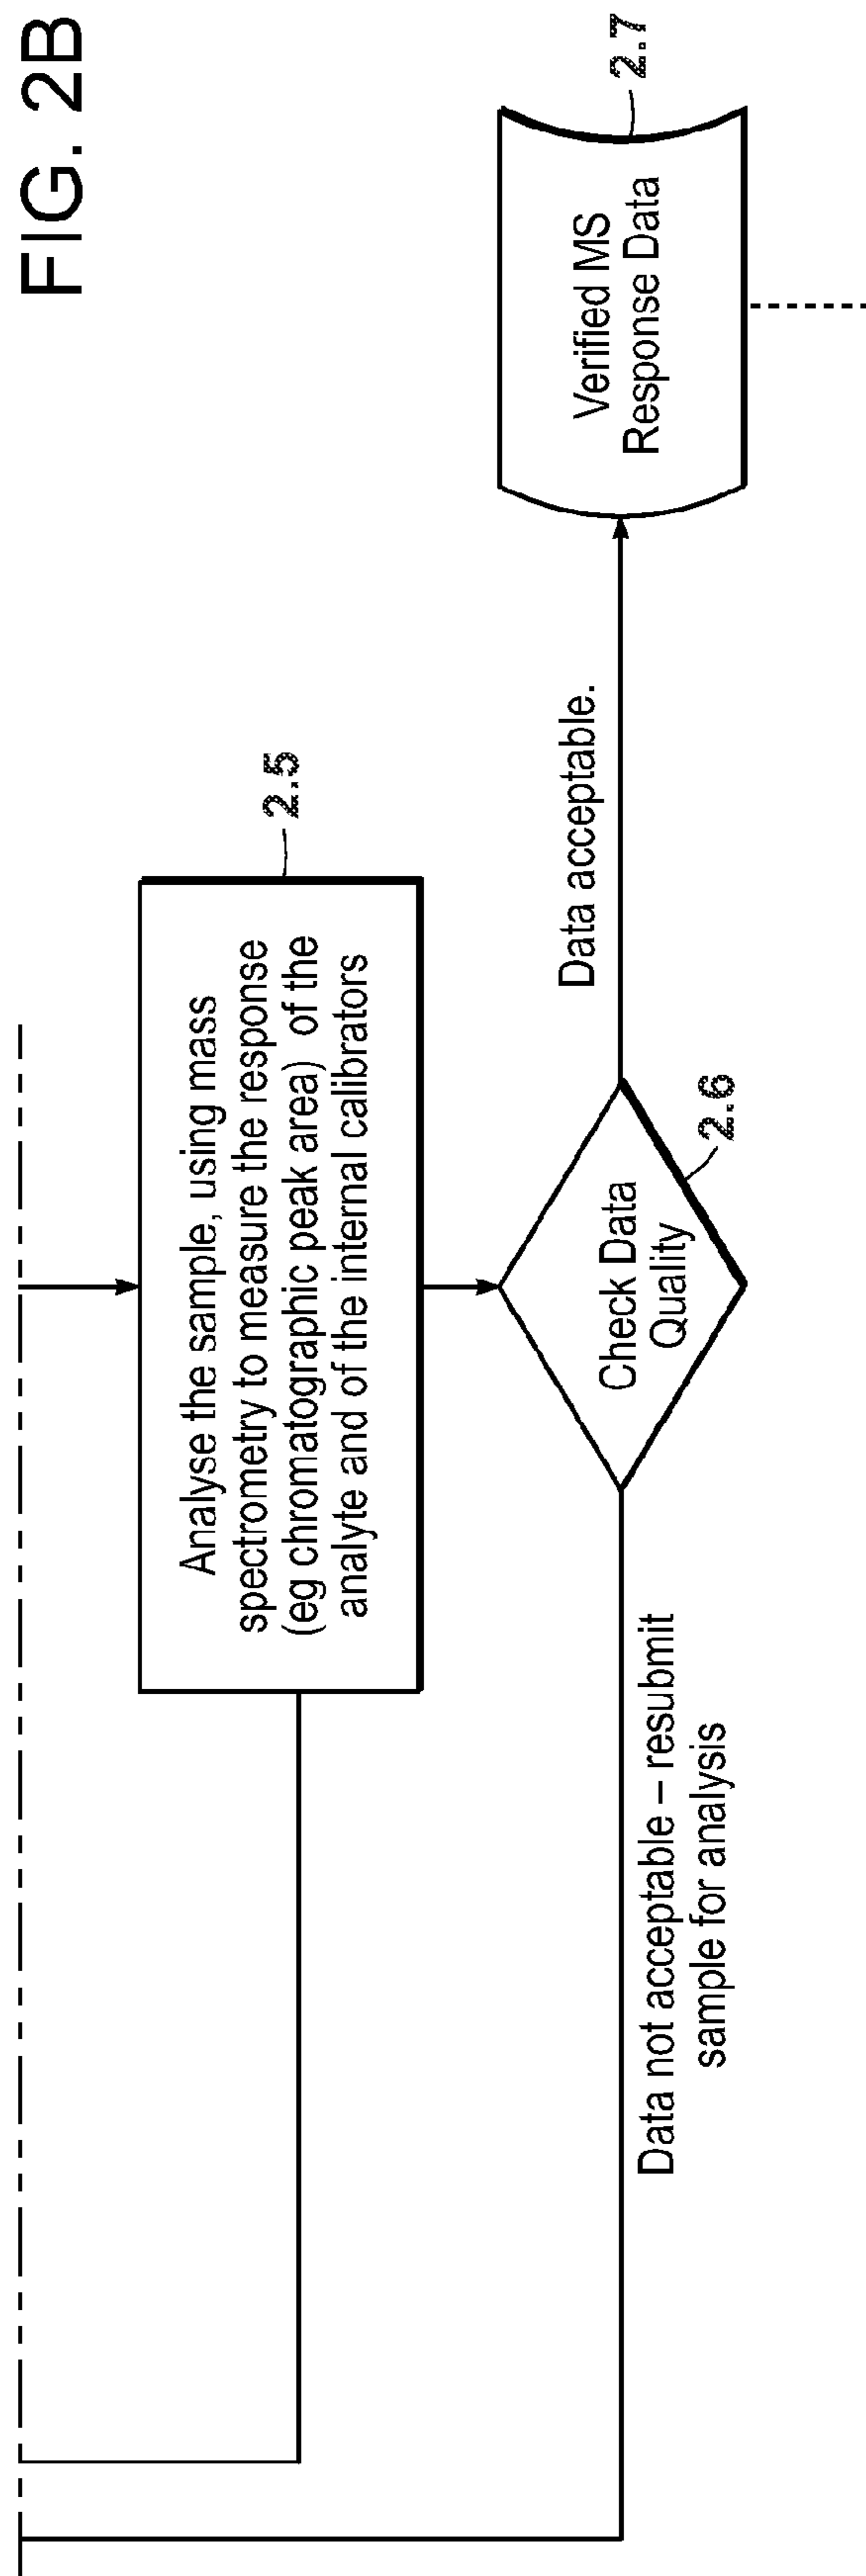 FIG. 2B
Analyse the sample, using mass
spectrometry to measure the response
(eg chromatographic peak area) of the
analyte and of the internal calibrators
2.5
Check Data
Quality
2.6
Data acceptable.
Verified MS
Response Data
2.7
Data not acceptable – resubmit
sample for analysis